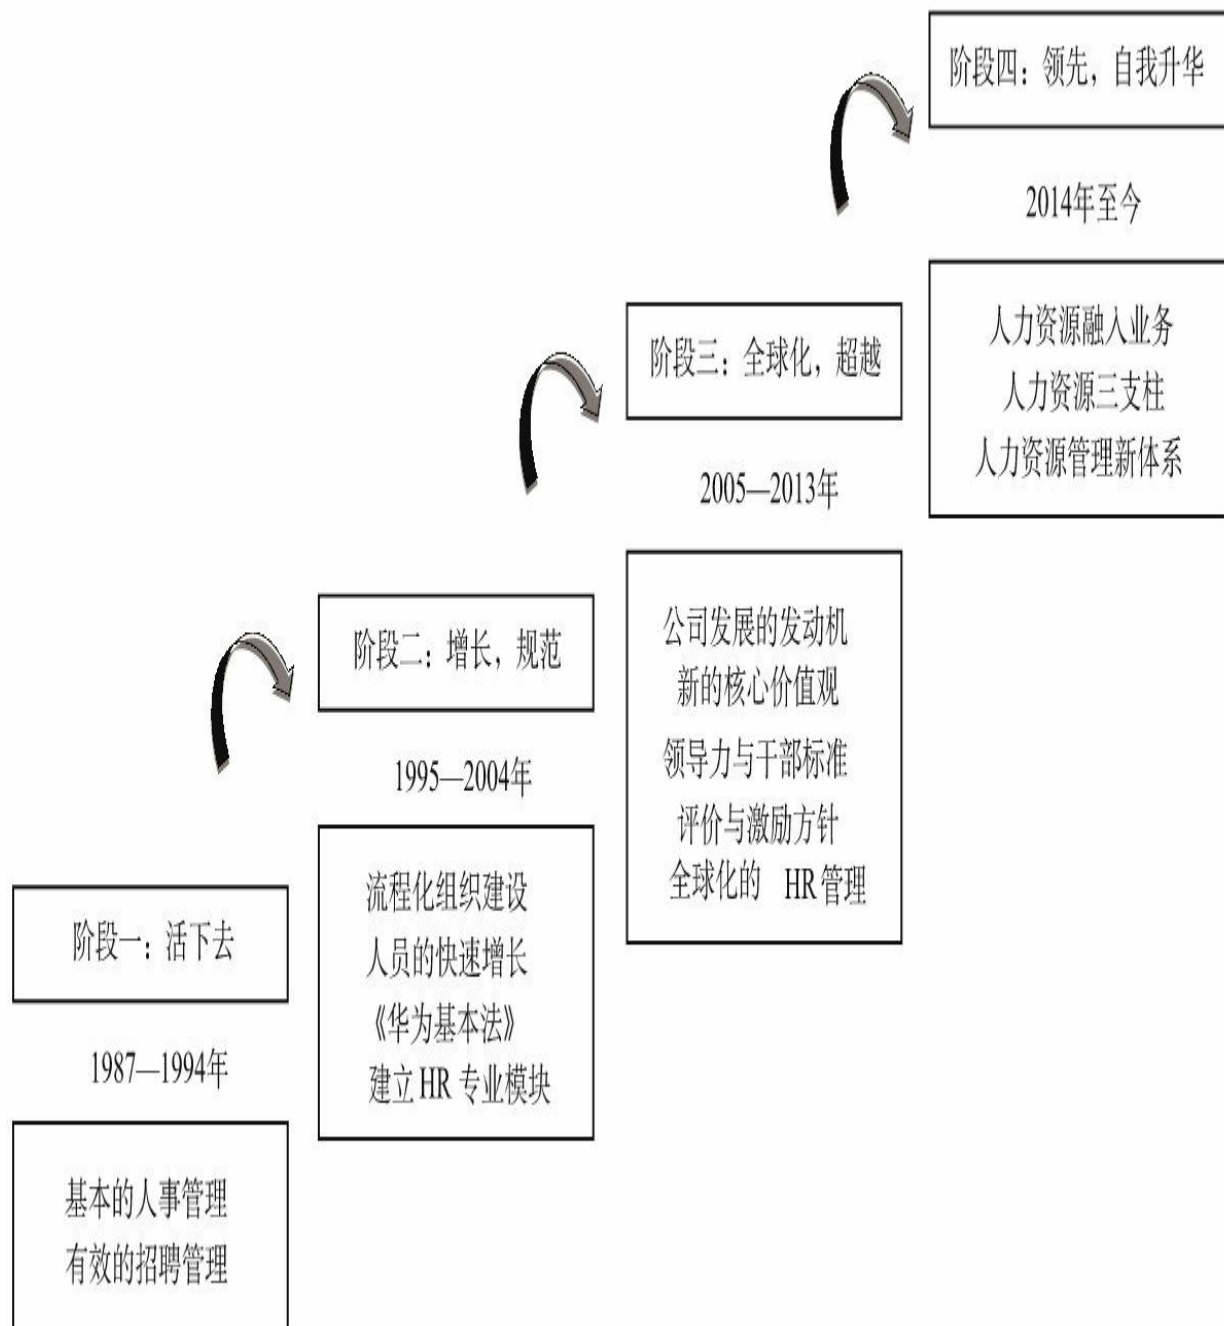 阶段四：领先，自我升华
2014年至今
人力资源融入业务
人力资源三支柱
人力资源管理新体系
阶段三：全球化，超越
2005—2013年
公司发展的发动机
新的核心价值观
领导力与干部标准
评价与激励方针
全球化的 HR管理
阶段二：增长，规范
1995—2004年
流程化组织建设
人员的快速增长
《华为基本法》
建立HR专业模块
阶段一：活下去
1987—1994年
基本的人事管理
有效的招聘管理